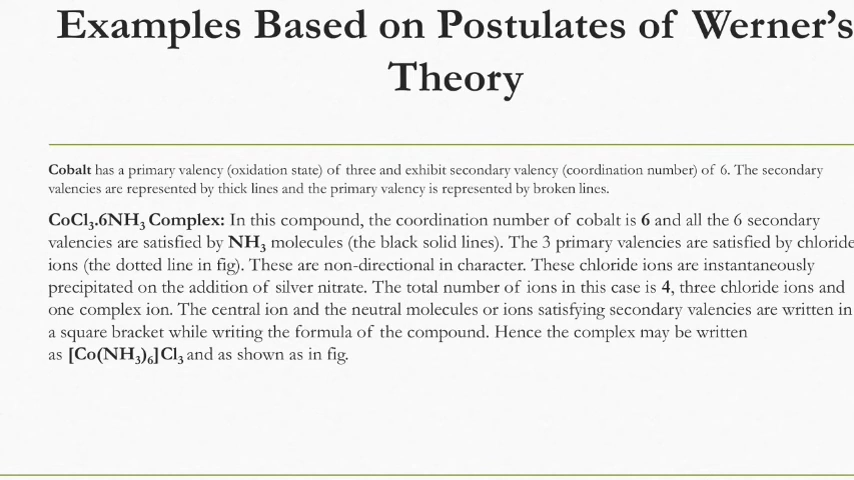 Examples Based on Postulates of Werner's
Theory
Cobalt has a primary valency (oxidation state) of three and exhibit secondary valency (coordination number) of 6. The secondary
valencies are represented by thick lines and the primary valency is represented by broken lines.
CoCl₃.6NH₃ Complex: In this compound, the coordination number of cobalt is 6 and all the 6 secondary
valencies are satisfied by NH₃ molecules (the black solid lines). The 3 primary valencies are satisfied by chloride
ions (the dotted line in fig). These are non-directional in character. These chloride ions are instantaneously
precipitated on the addition of silver nitrate. The total number of ions in this case is 4, three chloride ions and
one complex ion. The central ion and the neutral molecules or ions satisfying secondary valencies are written in
a square bracket while writing the formula of the compound. Hence the complex may be written
as [Co(NH₃)₆]Cl₃ and as shown as in fig.